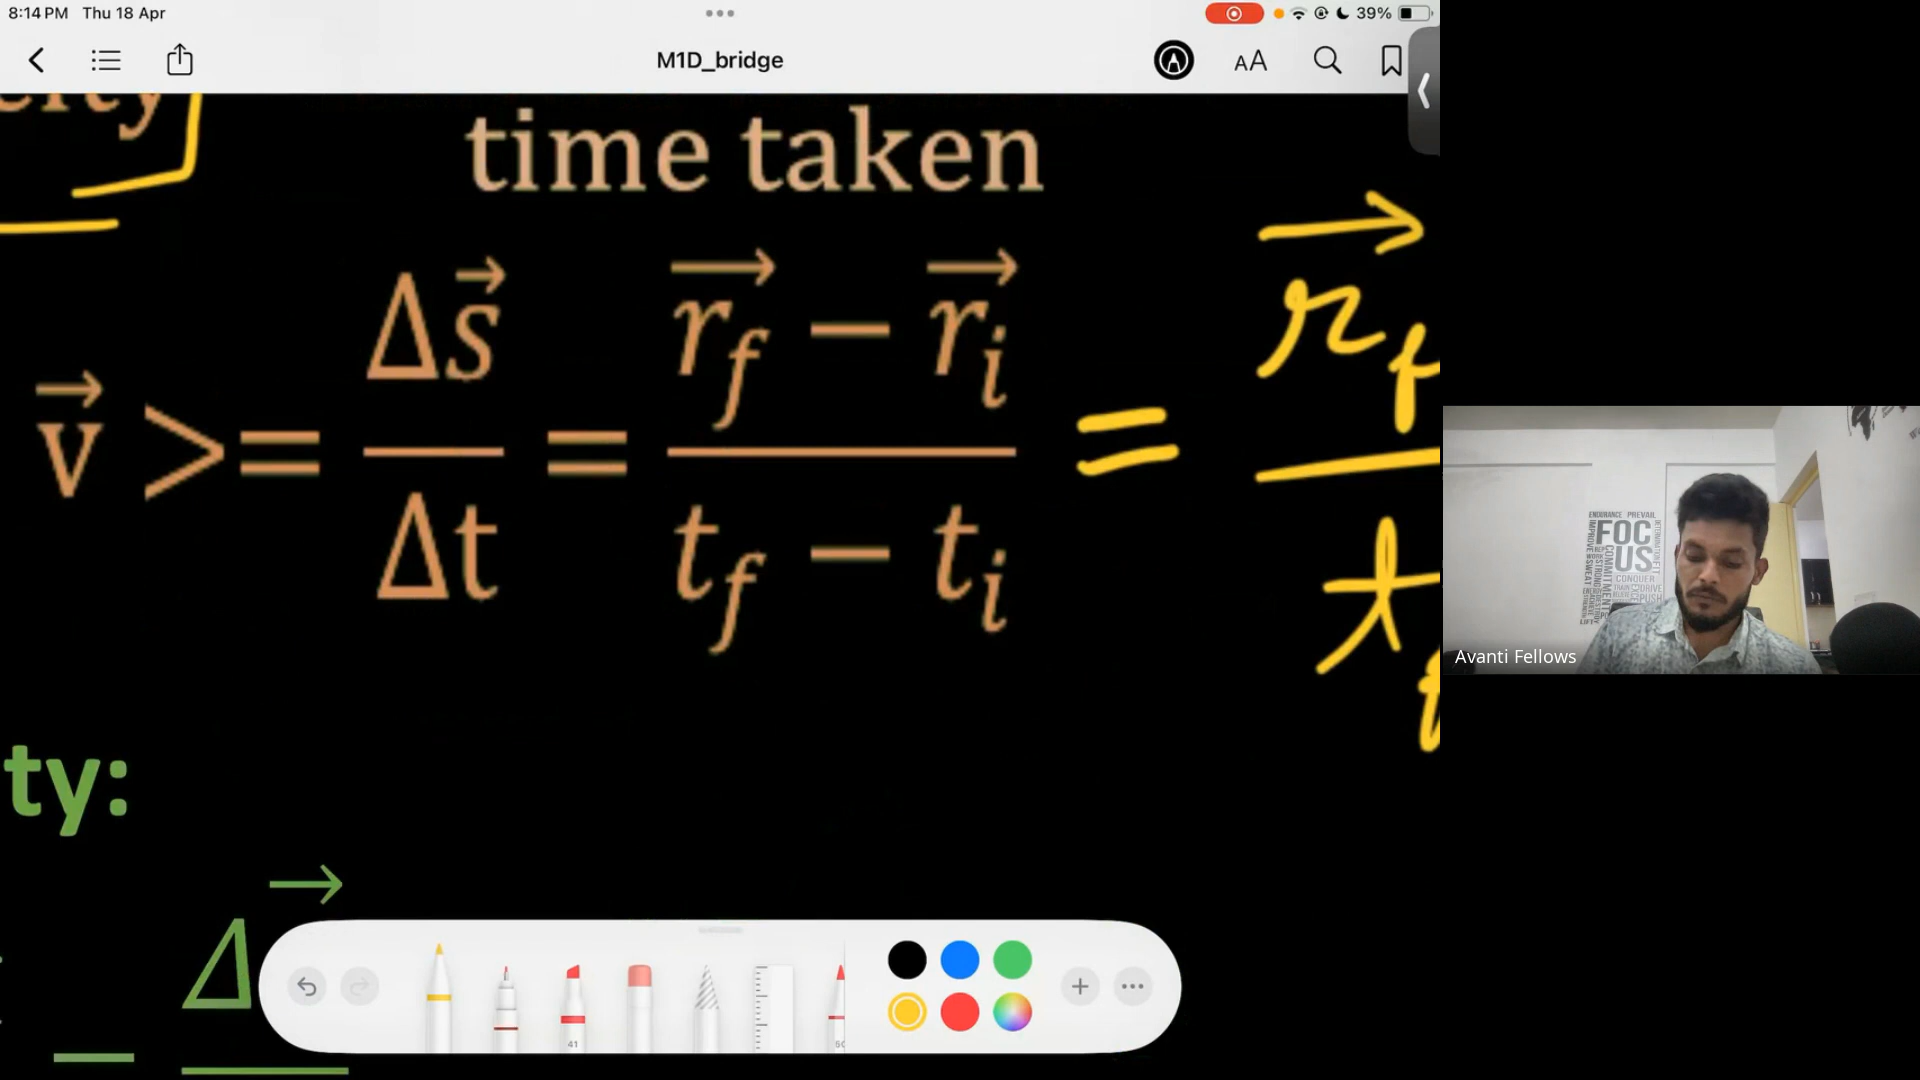 8:14 PM Thu 18 Apr
39%
M1D_bridge
AA
time taken
v⃗ >= Δs⃗/Δt = (r_f⃗ − r_i⃗)/(t_f − t_i) = r_f⃗
t
ty:
Δ
41
FOCUS
CONQUER
ENDURANCE PREVAIL
Avanti Fellows